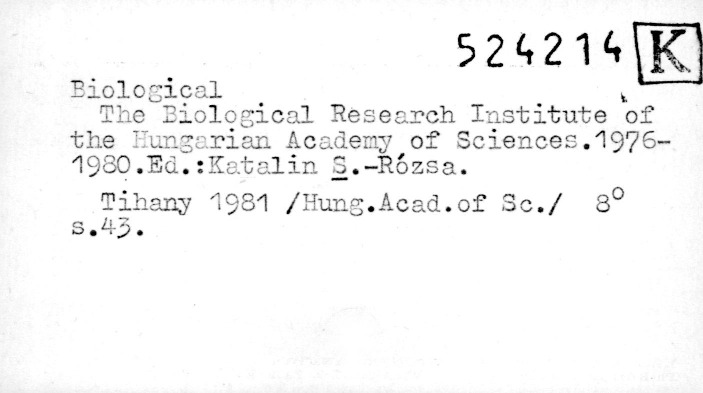 524214 K
Biological
The Biological Research Institute of
the Hungarian Academy of Sciences.1976-
1980.Ed.:Katalin S.-Rózsa.
Tihany 1981 /Hung.Acad.of Sc./ 8°
s.43.